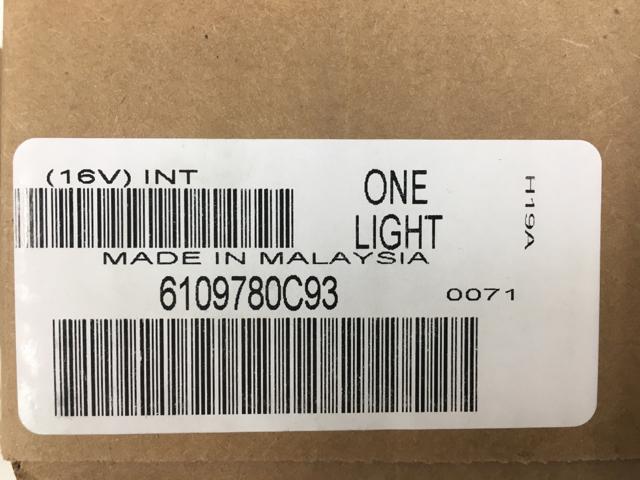 (16V) INT
ONE
LIGHT
H19A
MADE IN MALAYSIA
6109780C93
0071